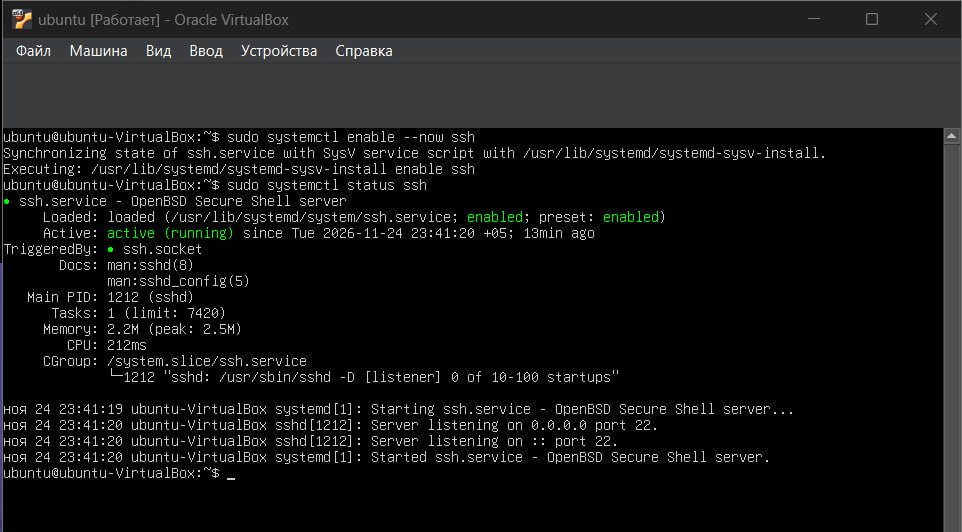 ubuntu [Работает] - Oracle VirtualBox
Файл Машина Вид Ввод Устройства Справка
ubuntu@ubuntu-VirtualBox:~$ sudo systemctl enable --now ssh
Synchronizing state of ssh.service with SysV service script with /usr/lib/systemd/systemd-sysv-install.
Executing: /usr/lib/systemd/systemd-sysv-install enable ssh
ubuntu@ubuntu-VirtualBox:~$ sudo systemctl status ssh
● ssh.service - OpenBSD Secure Shell server
Loaded: loaded (/usr/lib/systemd/system/ssh.service; enabled; preset: enabled)
Active: active (running) since Tue 2026-11-24 23:41:20 +05; 13min ago
TriggeredBy: ● ssh.socket
Docs: man:sshd(8)
man:sshd_config(5)
Main PID: 1212 (sshd)
Tasks: 1 (limit: 7420)
Memory: 2.2M (peak: 2.5M)
CPU: 212ms
CGroup: /system.slice/ssh.service
└─1212 "sshd: /usr/sbin/sshd -D [listener] 0 of 10-100 startups"
ноя 24 23:41:19 ubuntu-VirtualBox systemd[1]: Starting ssh.service - OpenBSD Secure Shell server...
ноя 24 23:41:20 ubuntu-VirtualBox sshd[1212]: Server listening on 0.0.0.0 port 22.
ноя 24 23:41:20 ubuntu-VirtualBox sshd[1212]: Server listening on :: port 22.
ноя 24 23:41:20 ubuntu-VirtualBox systemd[1]: Started ssh.service - OpenBSD Secure Shell server.
ubuntu@ubuntu-VirtualBox:~$ _